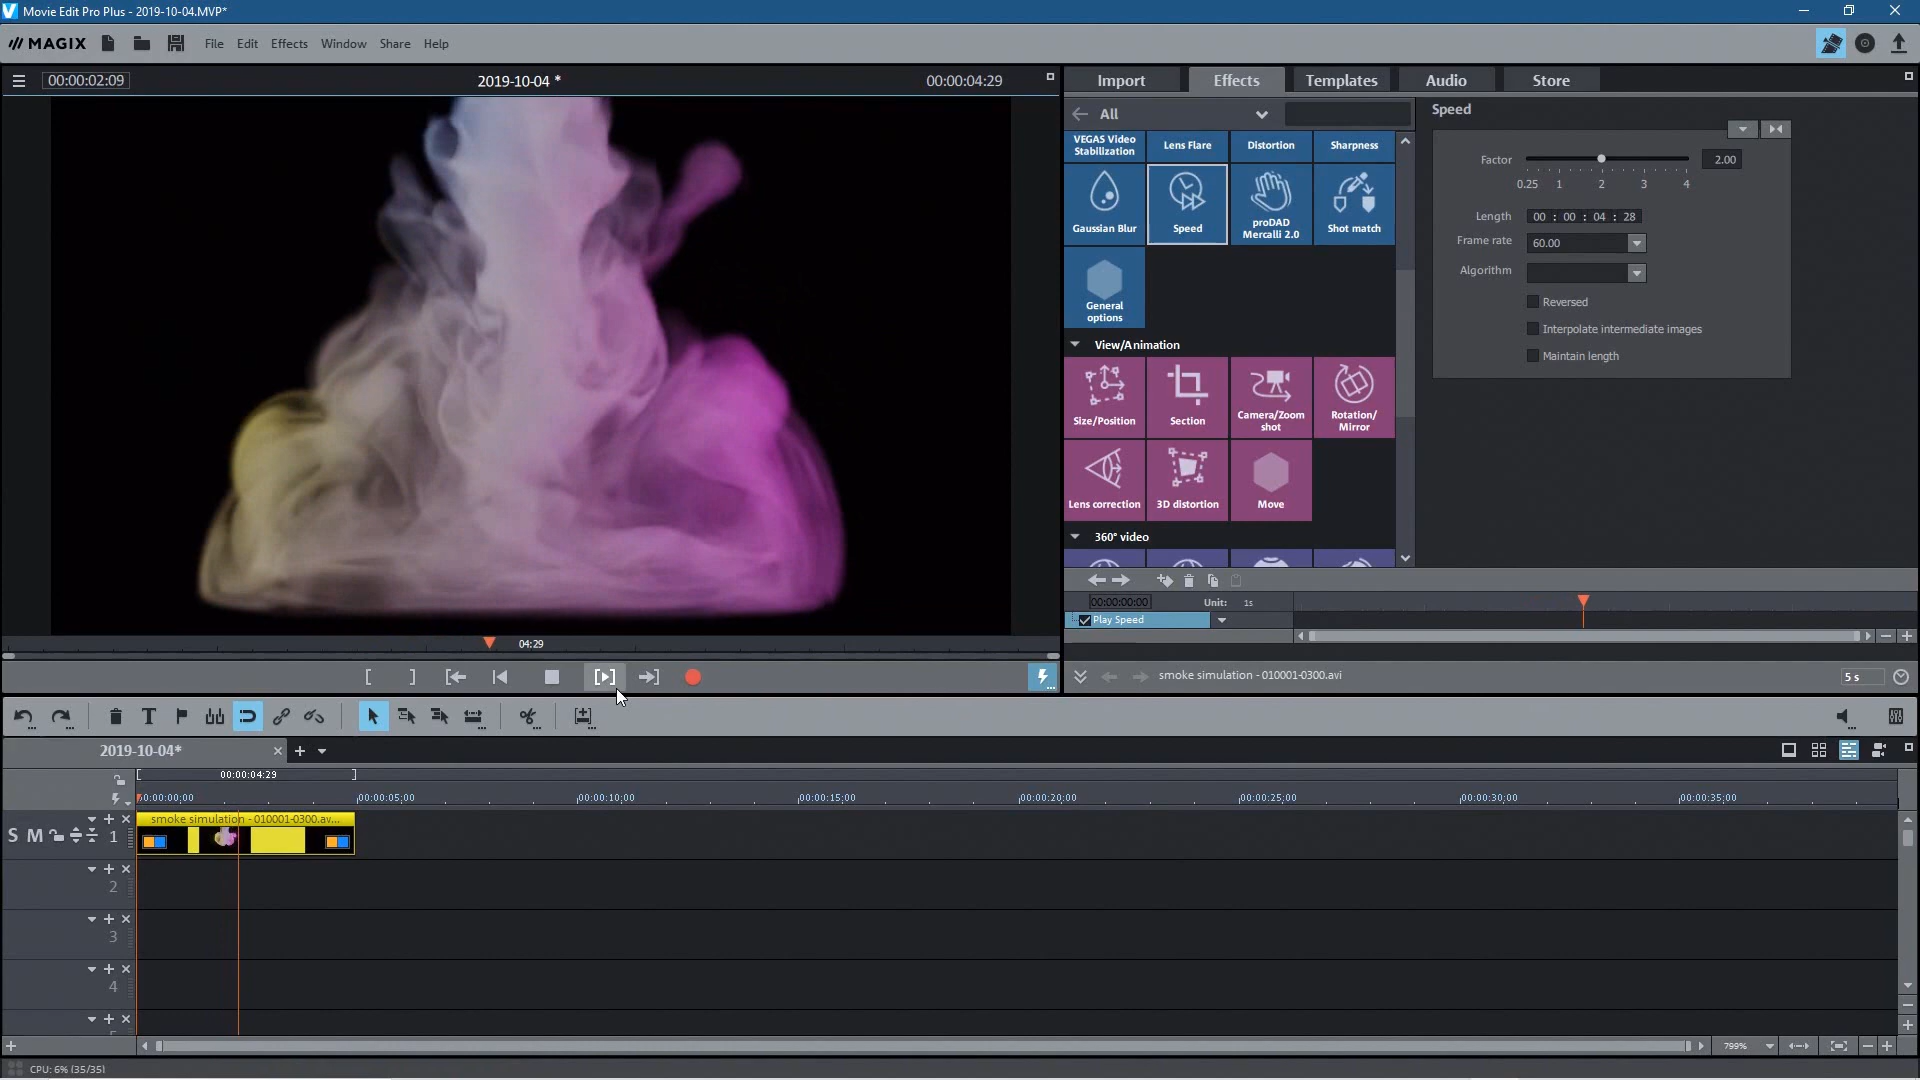 Movie Edit Pro Plus - 2019-10-04.MVP*
MAGIX File Edit Effects Window Share Help
00:00:02:09 2019-10-04 * 00:00:04:29
Import Effects Templates Audio Store
All
Speed
VEGAS Video Stabilization
Lens Flare
Distortion
Sharpness
Gaussian Blur
Speed
proDAD Mercalli 2.0
Shot match
General options
View/Animation
Size/Position
Section
Camera/Zoom shot
Rotation/ Mirror
Lens correction
3D distortion
Move
360° video
Factor 2.00
0.25 1 2 3 4
Length 00 : 00 : 04 : 28
Frame rate 60.00
Algorithm
Reversed
Interpolate intermediate images
Maintain length
00:00:00:00 Unit: 1s
Play Speed
04:29
smoke simulation - 010001-0300.avi 5 s
2019-10-04*
00:00:04:29
00:00:00;00 00:00:05;00 00:00:10;00 00:00:15;00 00:00:20;00 00:00:25;00 00:00:30;00 00:00:35;00
smoke simulation - 010001-0300.av...
S M 1
2
3
4
799%
CPU: 6% (35/35)